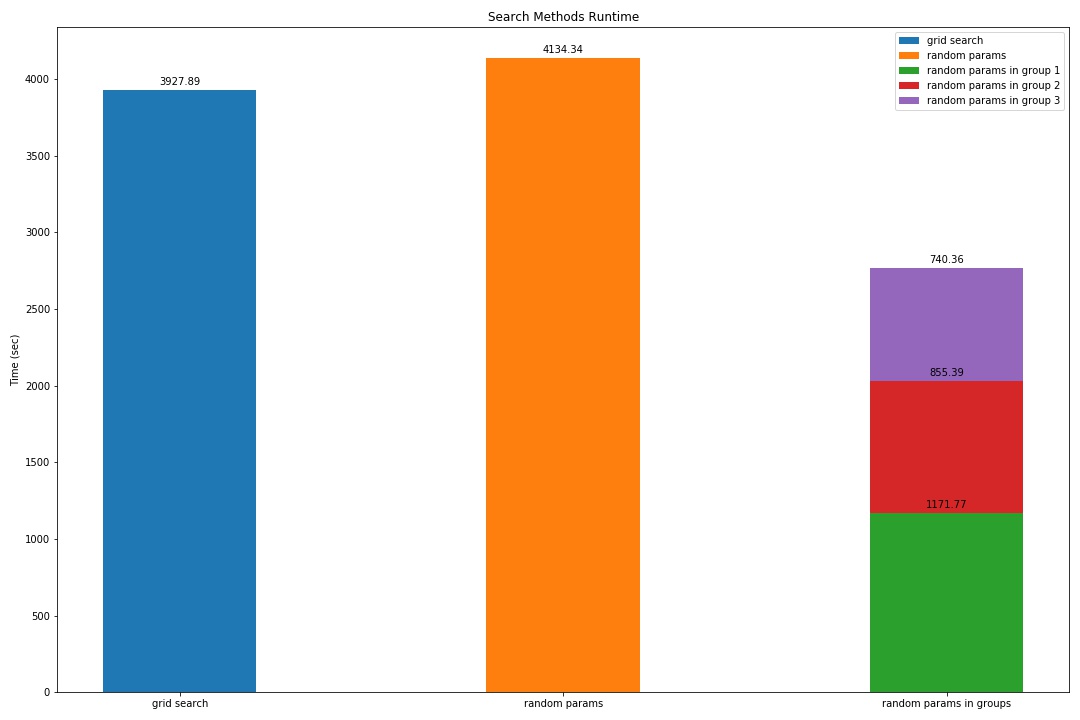 Search Methods Runtime
4134.34
grid search
random params
random params in group 1
random params in group 2
random params in group 3
3927.89
740.36
855.39
1171.77
Time (sec)
4000
3500
3000
2500
2000
1500
1000
500
0
grid search
random params
random params in groups